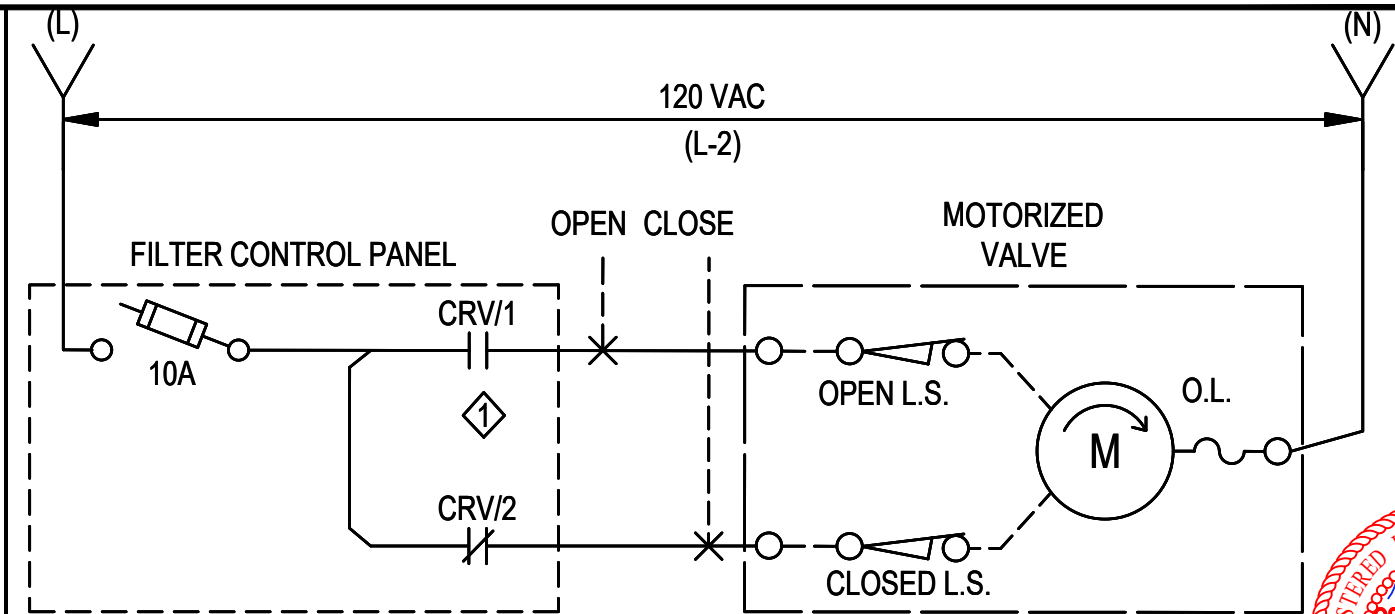 (L)
(N)
120 VAC
(L-2)
OPEN CLOSE
MOTORIZED
VALVE
FILTER CONTROL PANEL
CRV/1
10A
1
OPEN L.S.
O.L.
M
CRV/2
CLOSED L.S.